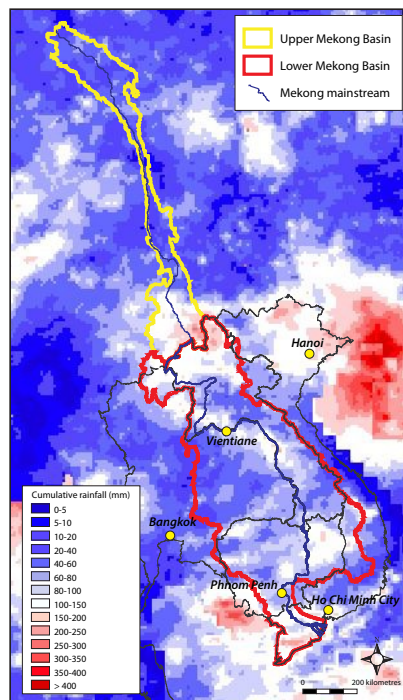 Upper Mekong Basin
Lower Mekong Basin
Mekong mainstream
Hanoi
Vientiane
Cumulative rainfall (mm)
0-5
5-10
10-20
20-40
40-60
60-80
80-100
100-150
150-200
200-250
250-300
300-350
350-400
> 400
Bangkok
Phnom Penh
Ho Chi Minh City
0 200 kilometres